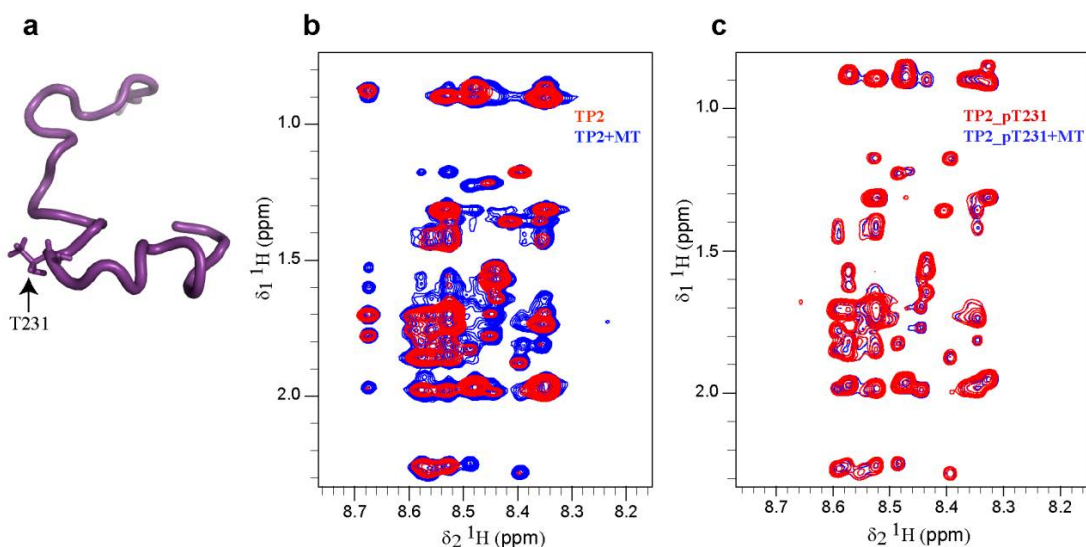 a
T231
b
TP2
TP2+MT
1.0
1.5
2.0
δ1 ¹H (ppm)
8.7 8.6 8.5 8.4 8.3 8.2
δ2 ¹H (ppm)
c
TP2_pT231
TP2_pT231+MT
1.0
1.5
2.0
δ1 ¹H (ppm)
8.7 8.6 8.5 8.4 8.3 8.2
δ2 ¹H (ppm)